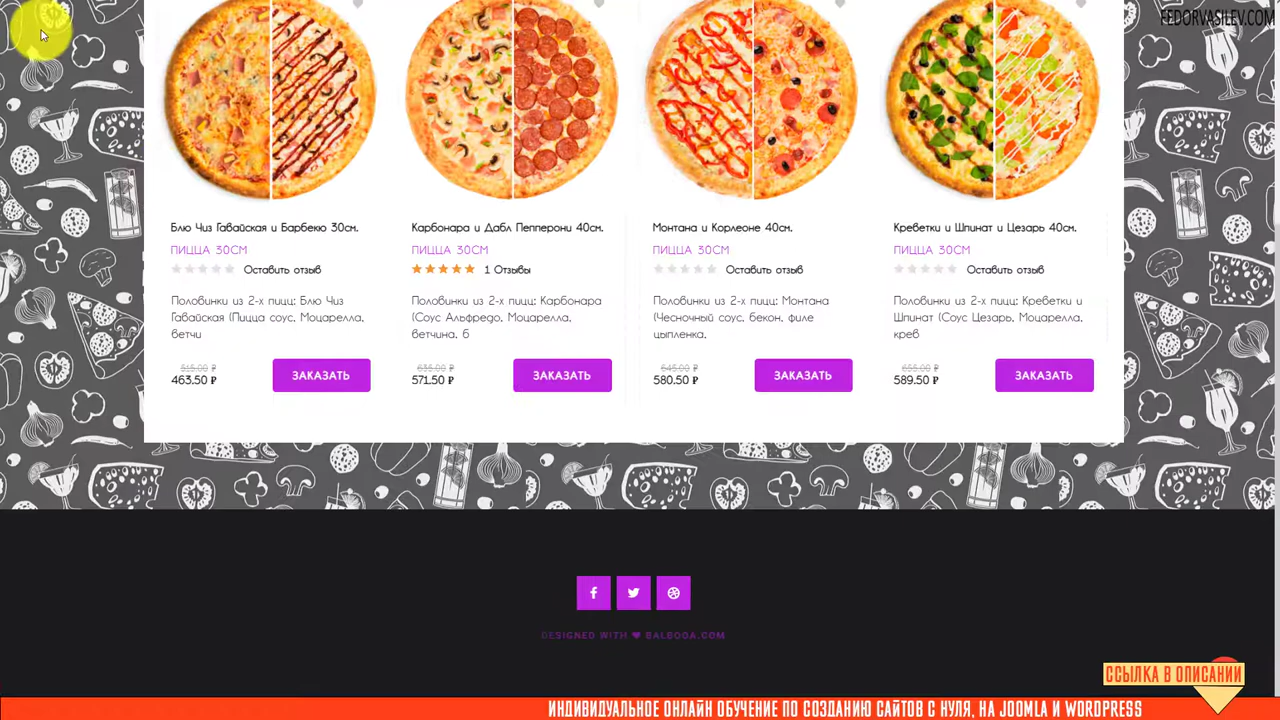 FEDORVASILEV.COM
Блю Чиз Гавайская и Барбекю 30см.
ПИЦЦА 30СМ
Оставить отзыв
Половинки из 2-х пицц: Блю Чиз
Гавайская (Пицца соус, Моцарелла,
ветчи
515.00 ₽
463.50 ₽
ЗАКАЗАТЬ
Карбонара и Дабл Пепперони 40см.
ПИЦЦА 30СМ
1 Отзывы
Половинки из 2-х пицц: Карбонара
(Соус Альфредо, Моцарелла,
ветчина, б
635.00 ₽
571.50 ₽
ЗАКАЗАТЬ
Монтана и Корлеоне 40см.
ПИЦЦА 30СМ
Оставить отзыв
Половинки из 2-х пицц: Монтана
(Чесночный соус, бекон, филе
цыпленка,
645.00 ₽
580.50 ₽
ЗАКАЗАТЬ
Креветки и Шпинат и Цезарь 40см.
ПИЦЦА 30СМ
Оставить отзыв
Половинки из 2-х пицц: Креветки и
Шпинат (Соус Цезарь, Моцарелла,
крев
655.00 ₽
589.50 ₽
ЗАКАЗАТЬ
DESIGNED WITH ❤ BALBOOA.COM
ССЫЛКА В ОПИСАНИИ
ИНДИВИДУАЛЬНОЕ ОНЛАЙН ОБУЧЕНИЕ ПО СОЗДАНИЮ САЙТОВ С НУЛЯ, НА JOOMLA И WORDPRESS